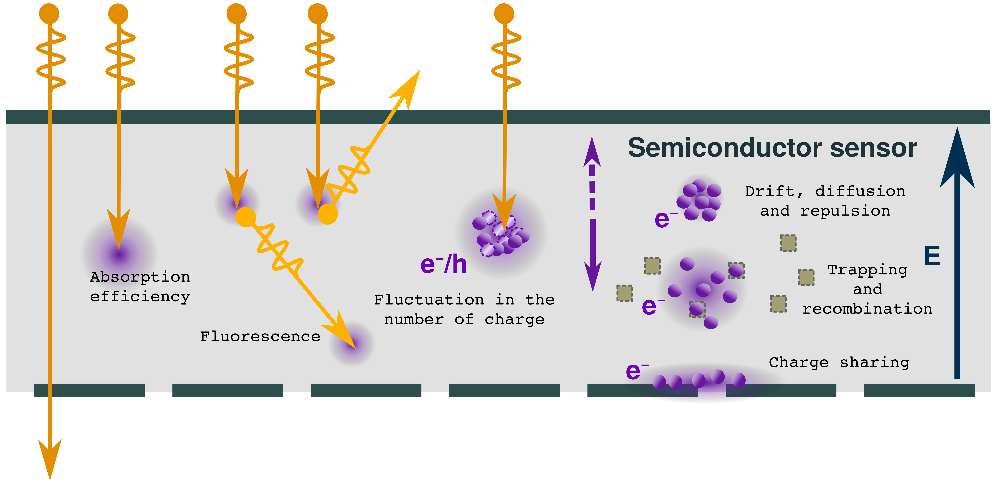 Semiconductor sensor
Drift, diffusion
and repulsion
e⁻
E
Trapping
and
recombination
e⁻
e⁻/h
Absorption
efficiency
Fluctuation in the
number of charge
Fluorescence
Charge sharing
e⁻